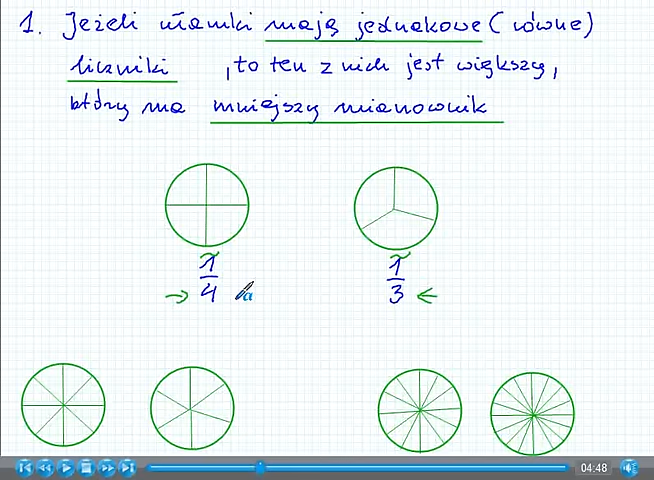 1. Jeżeli ułamki mają jednakowe (równe)
liczniki , to ten z nich jest większy,
który ma mniejszy mianownik
1/4 1/3
04:48